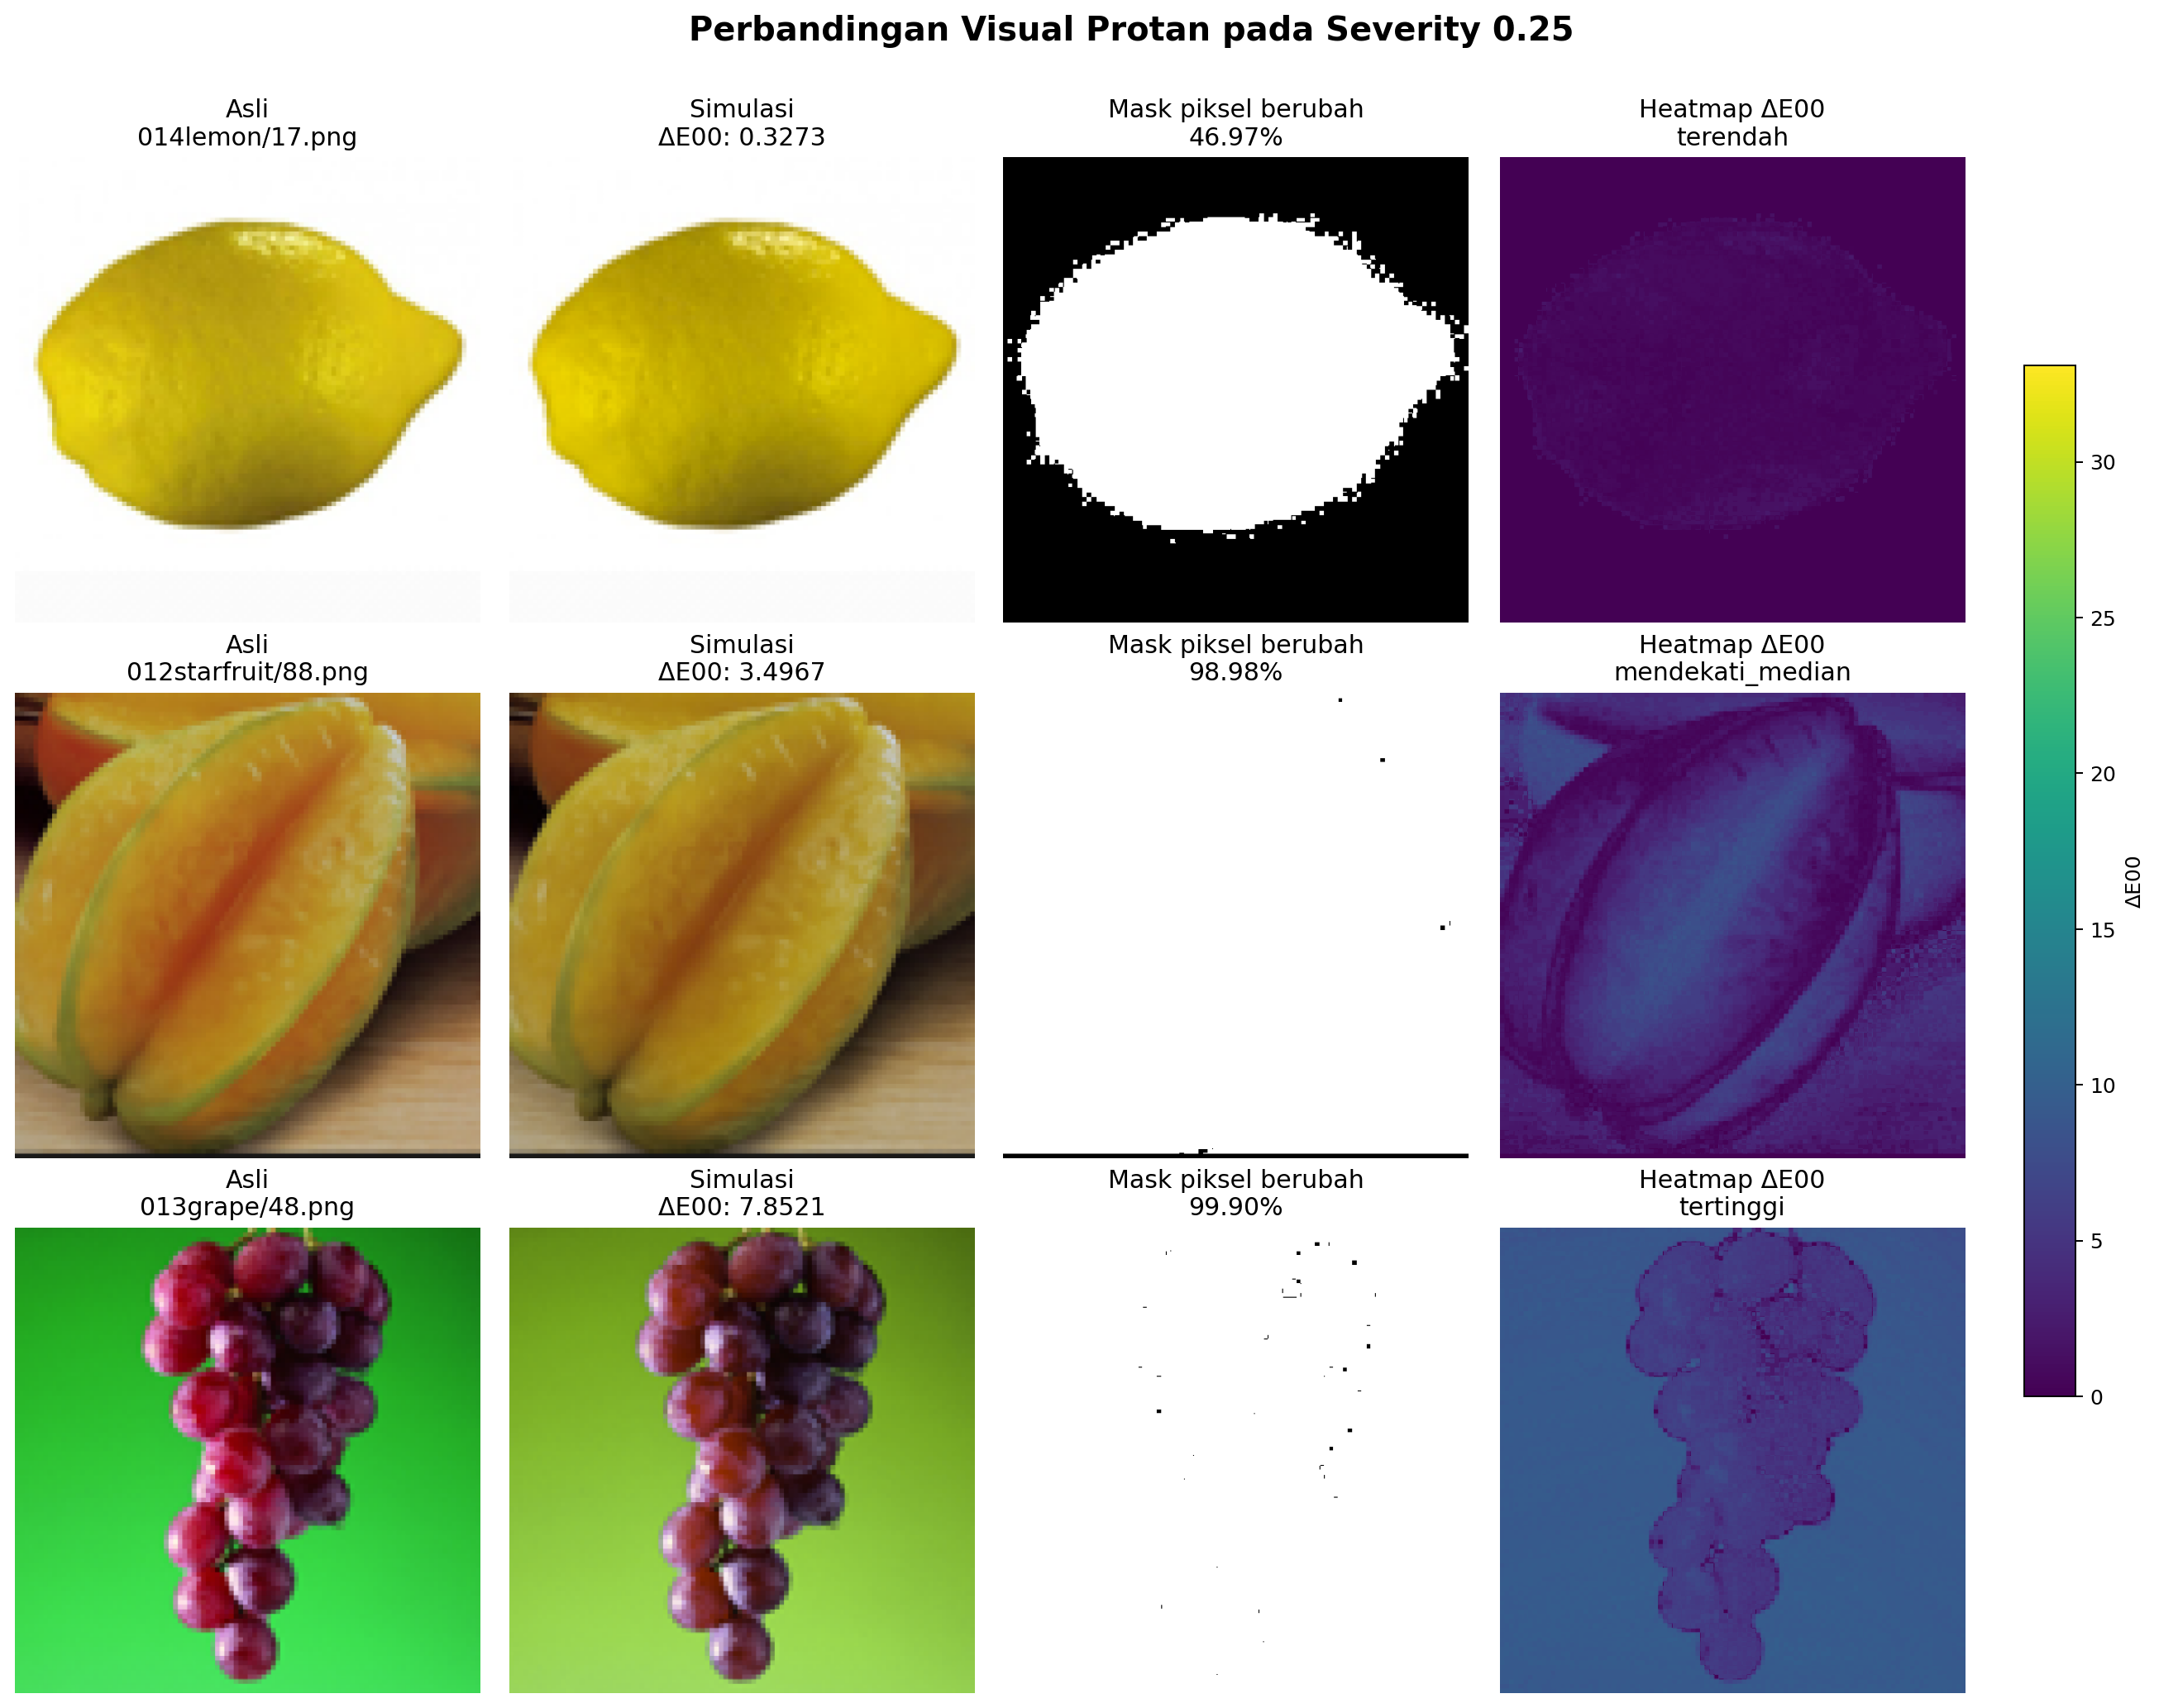 Perbandingan Visual Protan pada Severity 0.25
Asli
014lemon/17.png
Simulasi
ΔE00: 0.3273
Mask piksel berubah
46.97%
Heatmap ΔE00
terendah
Asli
012starfruit/88.png
Simulasi
ΔE00: 3.4967
Mask piksel berubah
98.98%
Heatmap ΔE00
mendekati_median
Asli
013grape/48.png
Simulasi
ΔE00: 7.8521
Mask piksel berubah
99.90%
Heatmap ΔE00
tertinggi
30
25
20
15
10
5
0
ΔE00